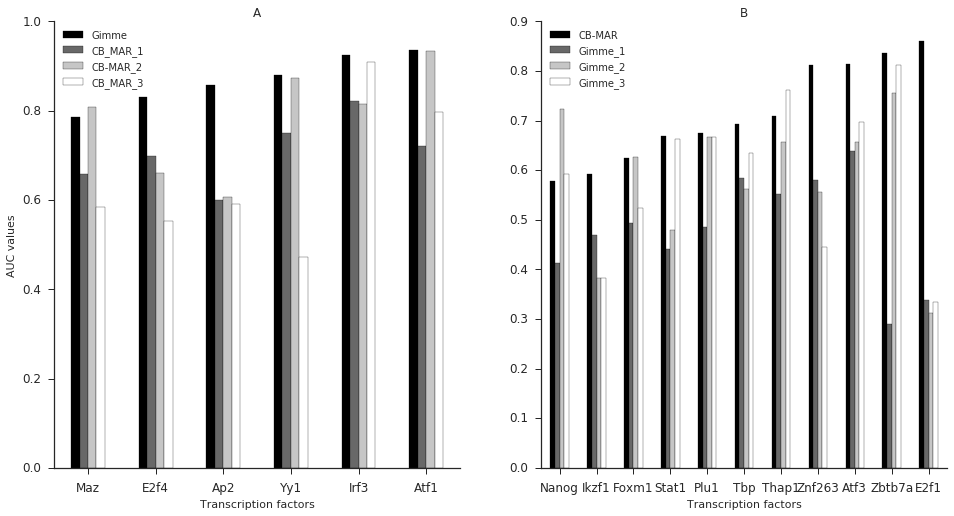 A
Gimme
CB_MAR_1
CB-MAR_2
CB_MAR_3
1.0
0.8
0.6
0.4
0.2
0.0
AUC values
Maz E2f4 Ap2 Yy1 Irf3 Atf1
Transcription factors
B
CB-MAR
Gimme_1
Gimme_2
Gimme_3
0.9
0.8
0.7
0.6
0.5
0.4
0.3
0.2
0.1
0.0
Nanog Ikzf1 Foxm1 Stat1 Plu1 Tbp Thap1 Znf263 Atf3 Zbtb7a E2f1
Transcription factors